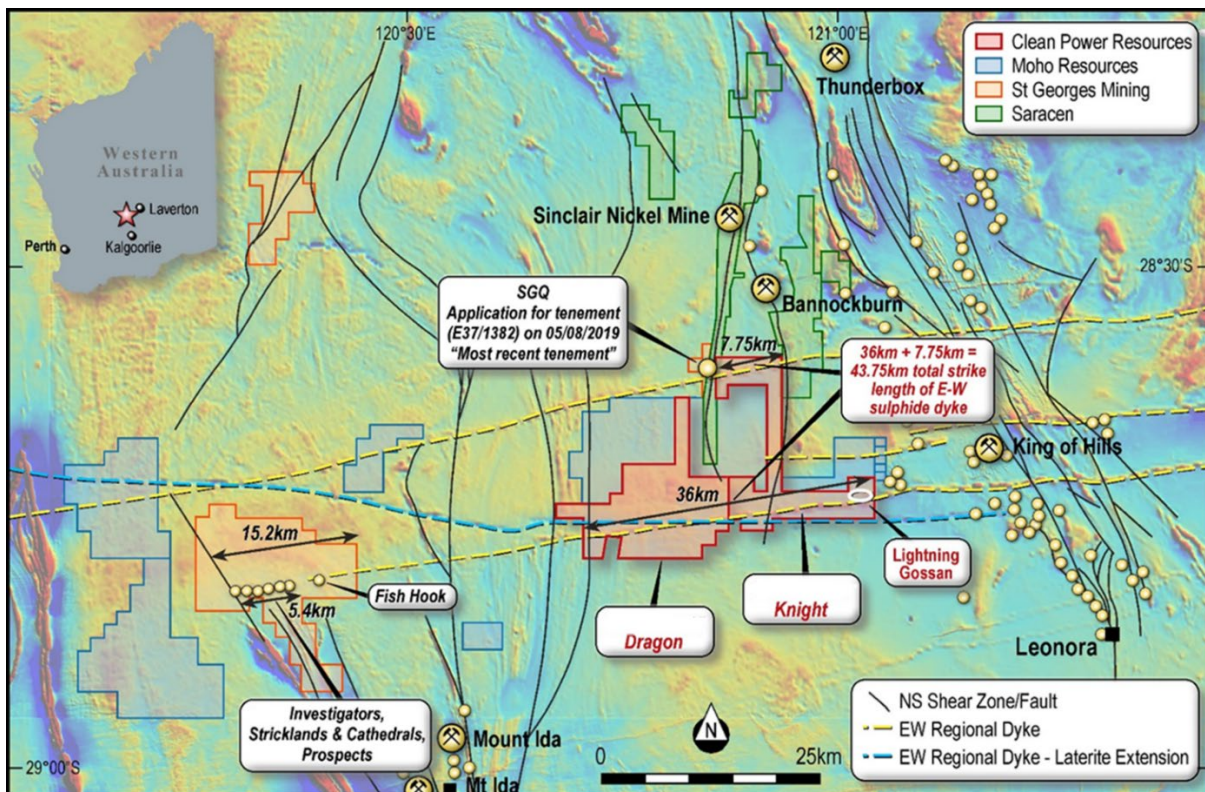 120°30'E
121°00'E
Thunderbox
Clean Power Resources
Moho Resources
St Georges Mining
Saracen
Western
Australia
Laverton
Perth
Kalgoorlie
Sinclair Nickel Mine
28°30'S
SGQ
Application for tenement
(E37/1382) on 05/08/2019
“Most recent tenement”
Bannockburn
7.75km
36km + 7.75km =
43.75km total strike
length of E-W
sulphide dyke
King of Hills
36km
15.2km
Fish Hook
5.4km
Lightning
Gossan
Knight
Dragon
Leonora
Investigators,
Stricklands & Cathedrals,
Prospects
NS Shear Zone/Fault
EW Regional Dyke
EW Regional Dyke - Laterite Extension
Mount Ida
N
0
25km
29°00'S
Mt Ida